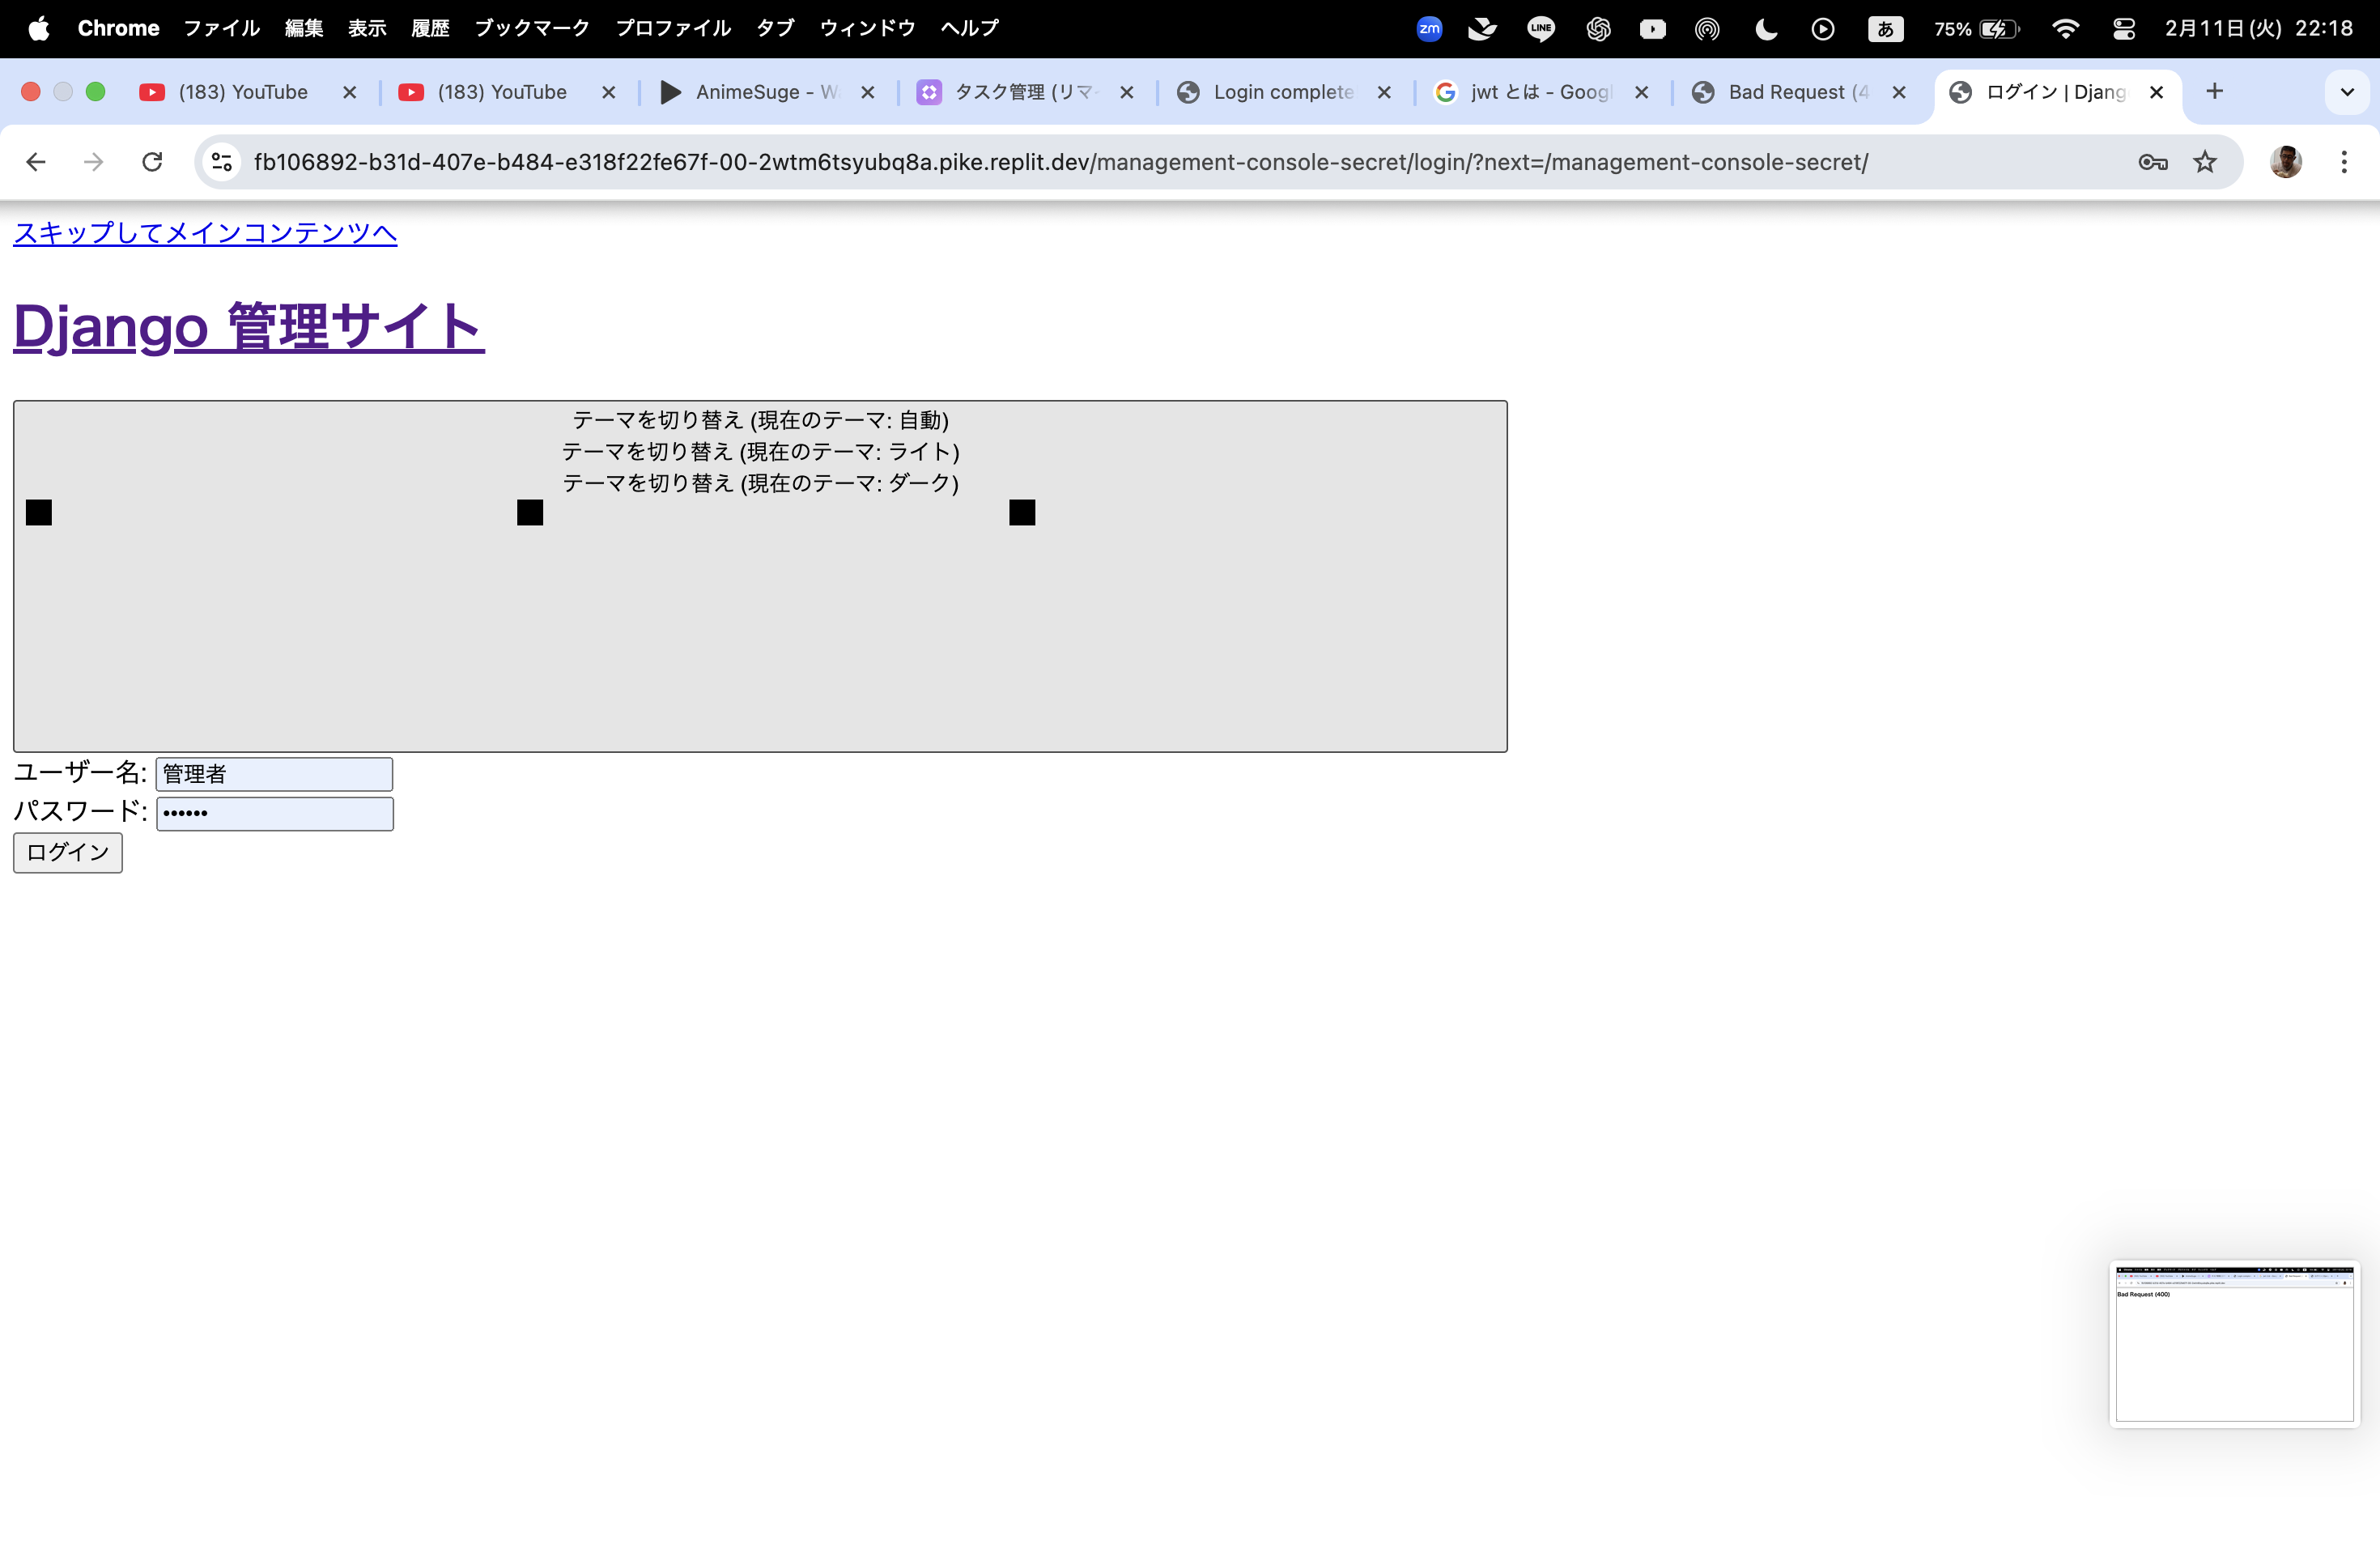 Chrome ファイル 編集 表示 履歴 ブックマーク プロファイル タブ ウィンドウ ヘルプ zm LINE あ 75% 2月11日(火) 22:18
(183) YouTube (183) YouTube AnimeSuge - W タスク管理 (リマ Login complete jwt とは - Googl Bad Request (4 ログイン | Djang
fb106892-b31d-407e-b484-e318f22fe67f-00-2wtm6tsyubq8a.pike.replit.dev/management-console-secret/login/?next=/management-console-secret/
スキップしてメインコンテンツへ
Django 管理サイト
テーマを切り替え (現在のテーマ: 自動)
テーマを切り替え (現在のテーマ: ライト)
テーマを切り替え (現在のテーマ: ダーク)
ユーザー名: 管理者
パスワード: ••••••
ログイン
Bad Request (400)